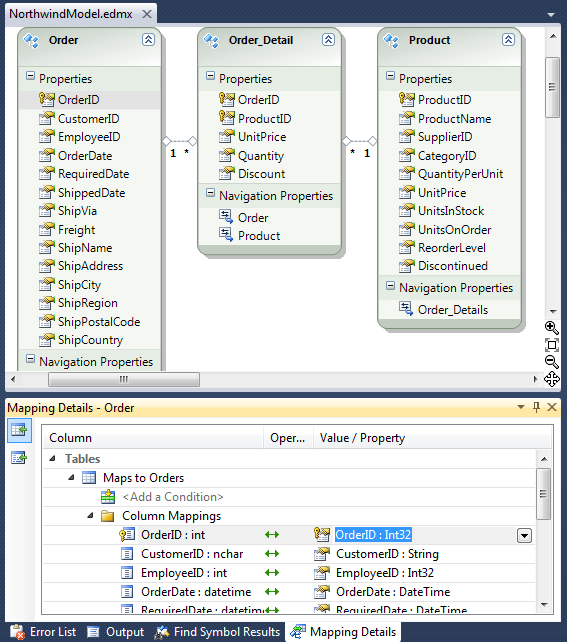 NorthwindModel.edmx
Order
Properties
OrderID
CustomerID
EmployeeID
OrderDate
RequiredDate
ShippedDate
ShipVia
Freight
ShipName
ShipAddress
ShipCity
ShipRegion
ShipPostalCode
ShipCountry
Navigation Properties
1 *
Order_Detail
Properties
OrderID
ProductID
UnitPrice
Quantity
Discount
Navigation Properties
Order
Product
* 1
Product
Properties
ProductID
ProductName
SupplierID
CategoryID
QuantityPerUnit
UnitPrice
UnitsInStock
UnitsOnOrder
ReorderLevel
Discontinued
Navigation Properties
Order_Details
Mapping Details - Order
Column Oper... Value / Property
Tables
Maps to Orders
<Add a Condition>
Column Mappings
OrderID : int OrderID : Int32
CustomerID : nchar CustomerID : String
EmployeeID : int EmployeeID : Int32
OrderDate : datetime OrderDate : DateTime
RequiredDate : datetime RequiredDate : DateTime
Error List Output Find Symbol Results Mapping Details